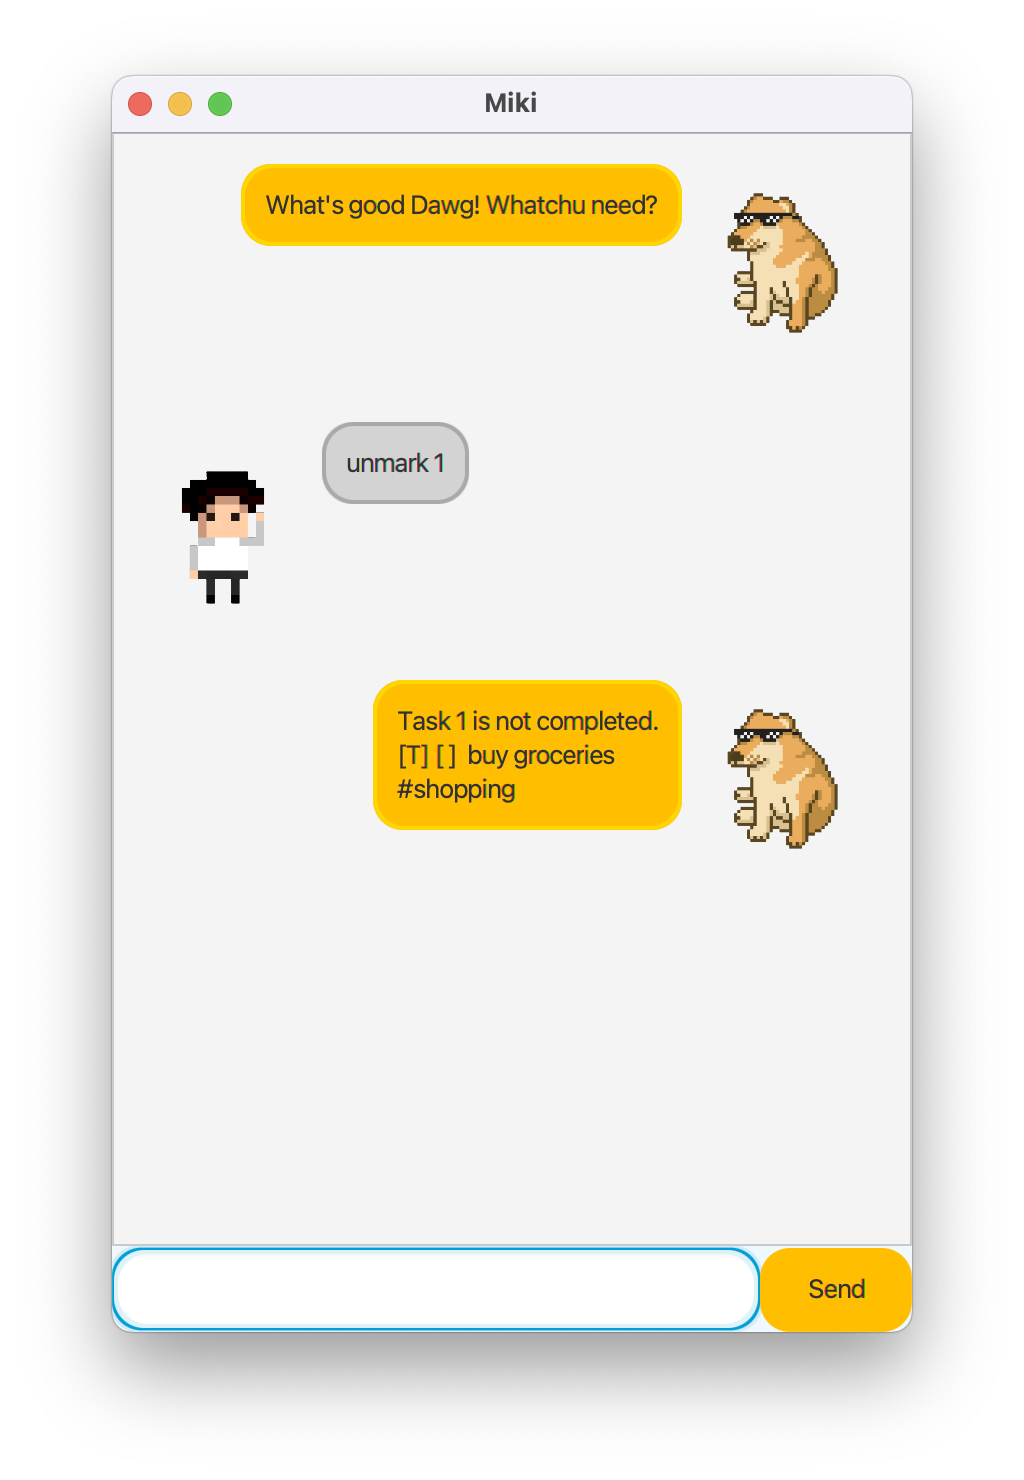 Miki
What's good Dawg! Whatchu need?
unmark 1
Task 1 is not completed.
[T] [ ]  buy groceries
#shopping
Send